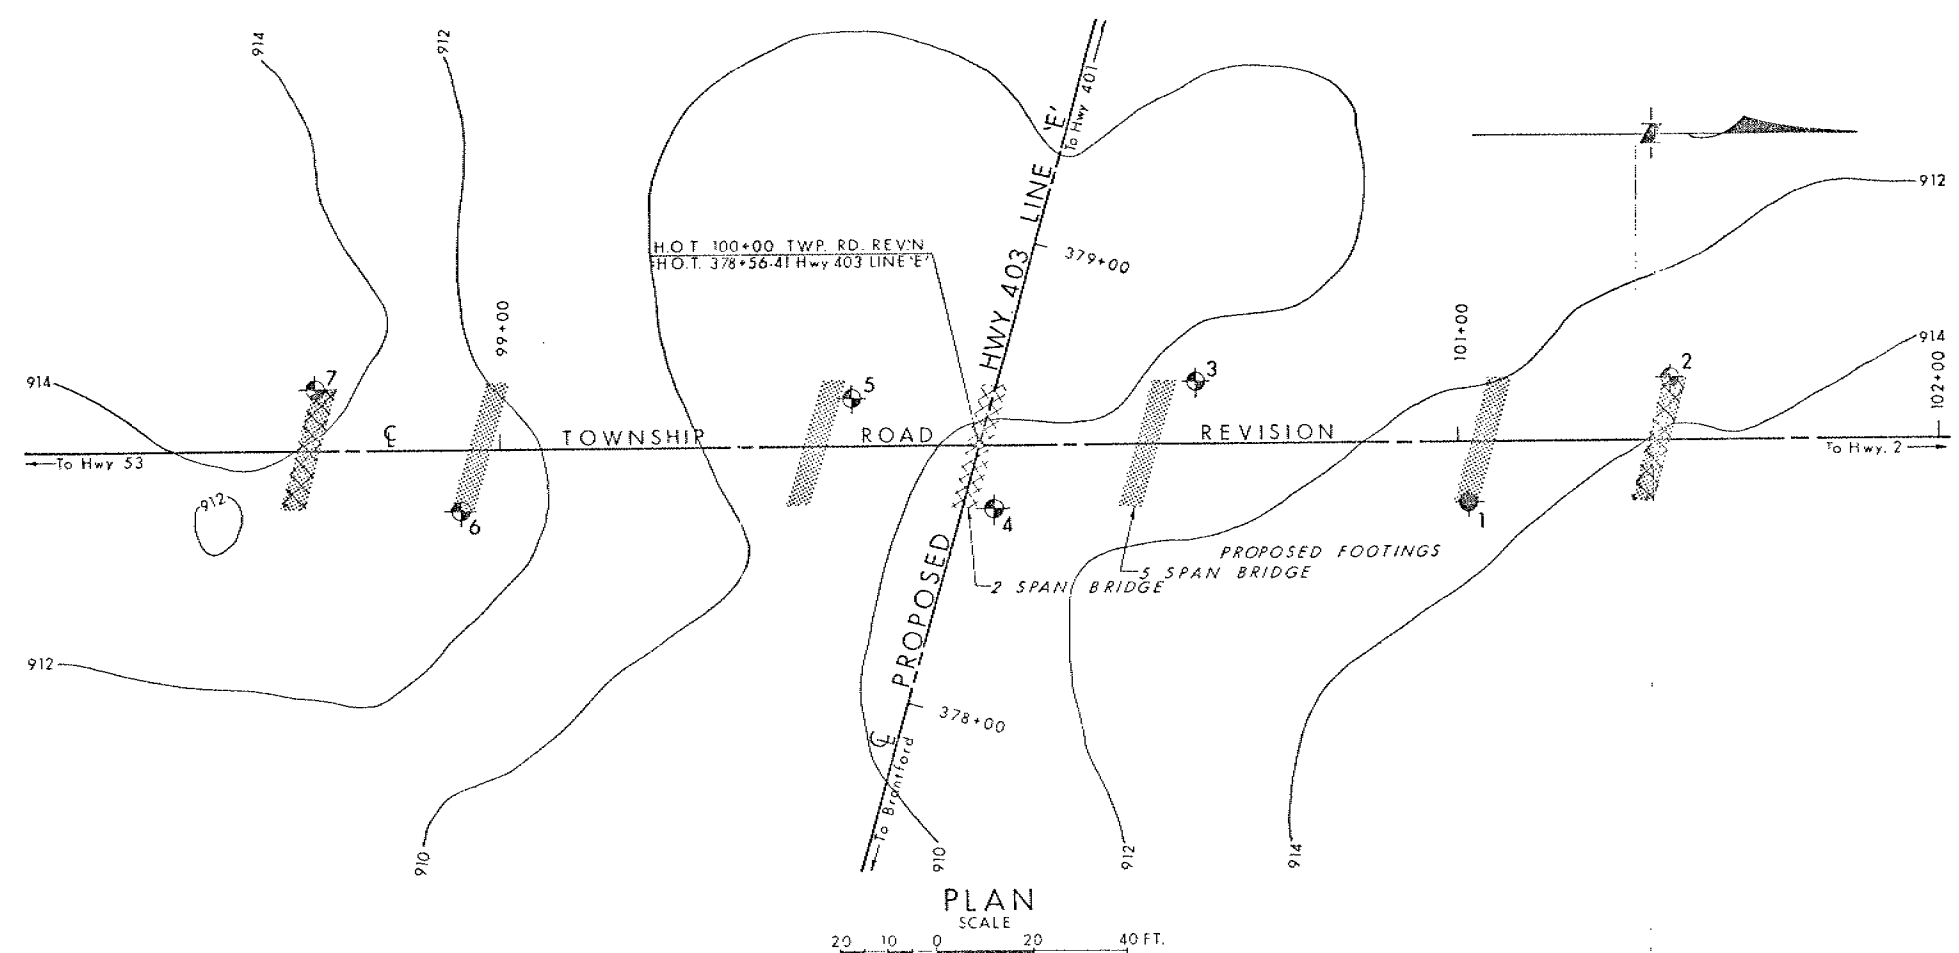 914
912
To Hwy 401
'E'
LINE
HWY. 403
PROPOSED
912
H.O.T. 100+00 TWP. RD. REV'N
H.O.T. 378+56.41 Hwy 403 LINE 'E'
379+00
99+00
101+00
102+00
914
914
7
5
3
2
℄
TOWNSHIP ROAD REVISION
To Hwy 53
To Hwy. 2
912
6
4
1
PROPOSED FOOTINGS
5 SPAN BRIDGE
2 SPAN BRIDGE
912
378+00
℄
To Brantford
910
910
912
914
PLAN
SCALE
20 10 0 20 40 FT.